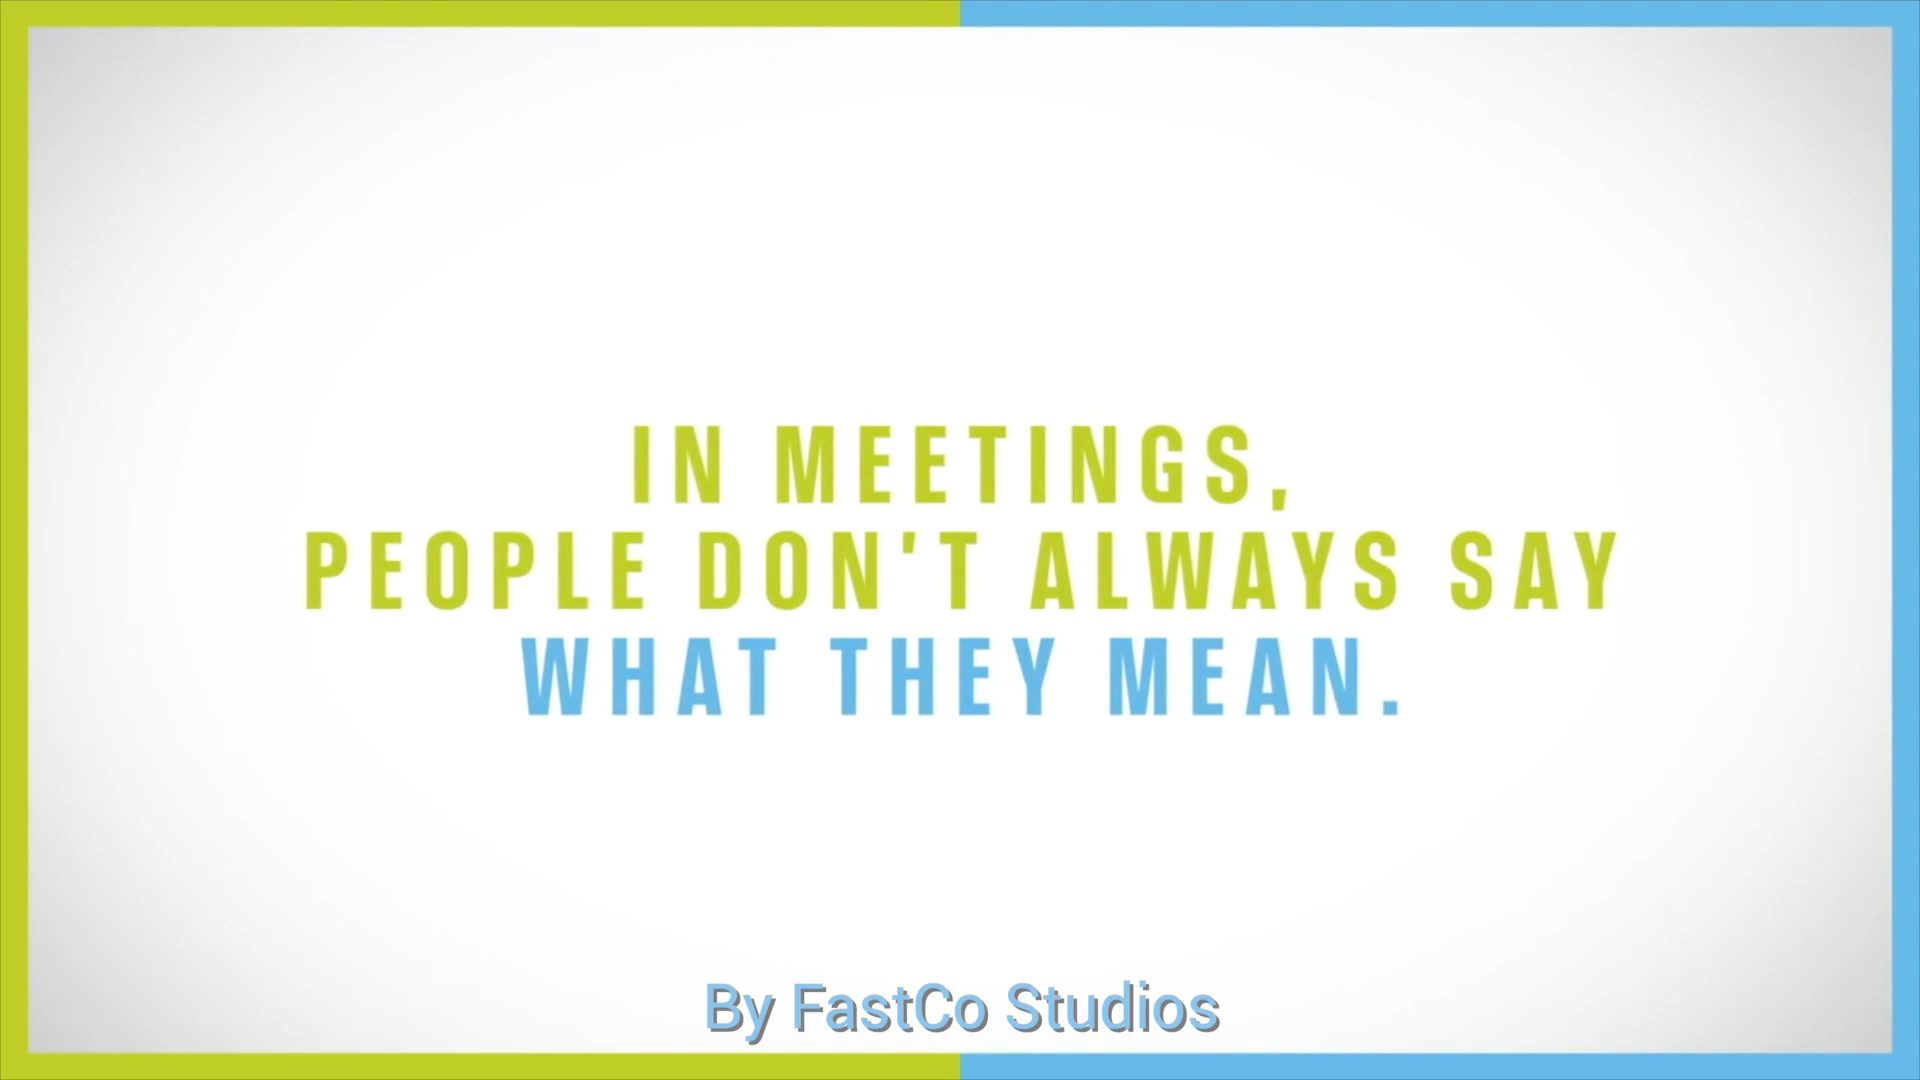 IN MEETINGS,
PEOPLE DON'T ALWAYS SAY
WHAT THEY MEAN.
By FastCo Studios